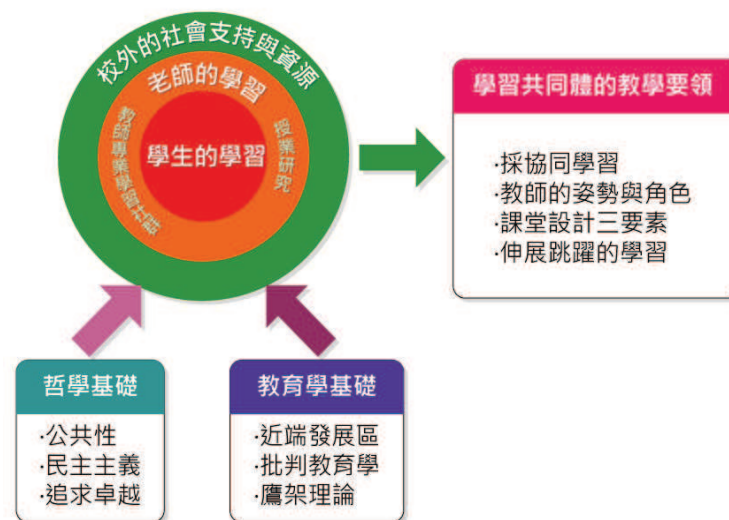 校外的社會支持與資源
老師的學習
教師專業學習社群
授業研究
學生的學習
學習共同體的教學要領
·採協同學習
·教師的姿勢與角色
·課堂設計三要素
·伸展跳躍的學習
哲學基礎
·公共性
·民主主義
·追求卓越
教育學基礎
·近端發展區
·批判教育學
·鷹架理論